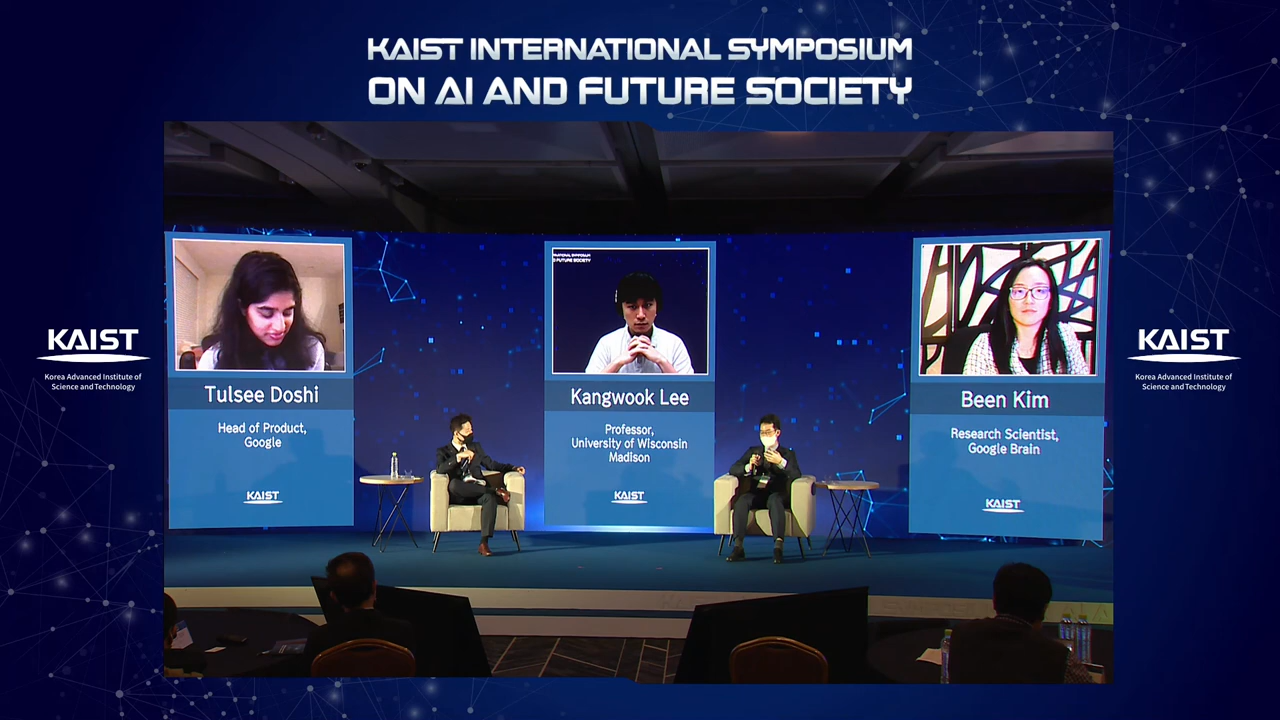 KAIST INTERNATIONAL SYMPOSIUM
ON AI AND FUTURE SOCIETY
KAIST
Korea Advanced Institute of
Science and Technology
Tulsee Doshi
Head of Product,
Google
KAIST
FUTURE SOCIETY
Kangwook Lee
Professor,
University of Wisconsin
Madison
KAIST
Been Kim
Research Scientist,
Google Brain
KAIST
KAIST
Korea Advanced Institute of
Science and Technology